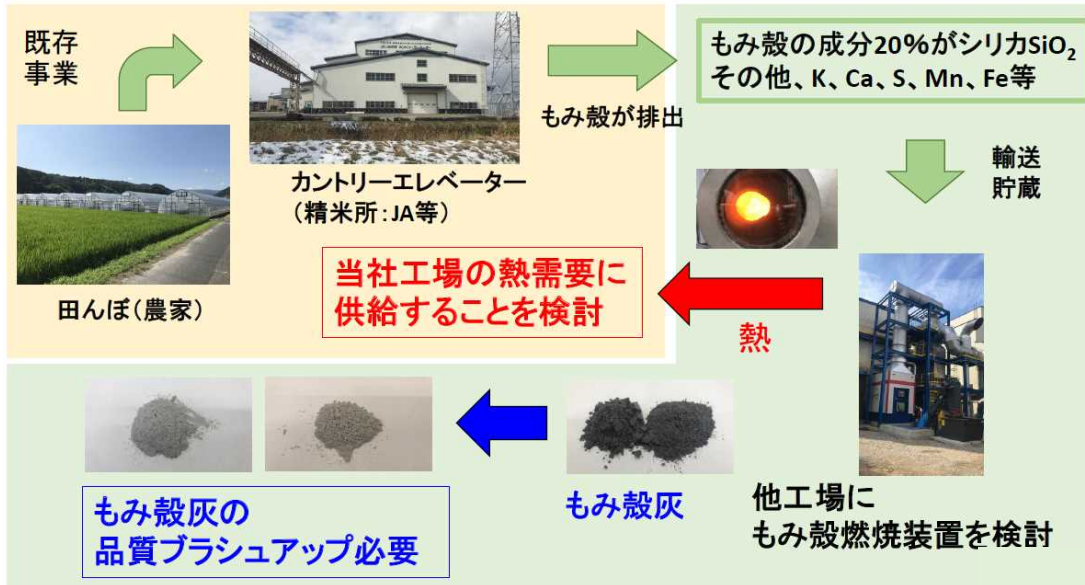 既存
事業
もみ殻が排出
もみ殻の成分20%がシリカSiO₂
その他、K、Ca、S、Mn、Fe等
カントリーエレベーター
(精米所:JA等)
輸送
貯蔵
田んぼ(農家)
当社工場の熱需要に
供給することを検討
熱
もみ殻灰の
品質ブラシュアップ必要
もみ殻灰
他工場に
もみ殻燃焼装置を検討